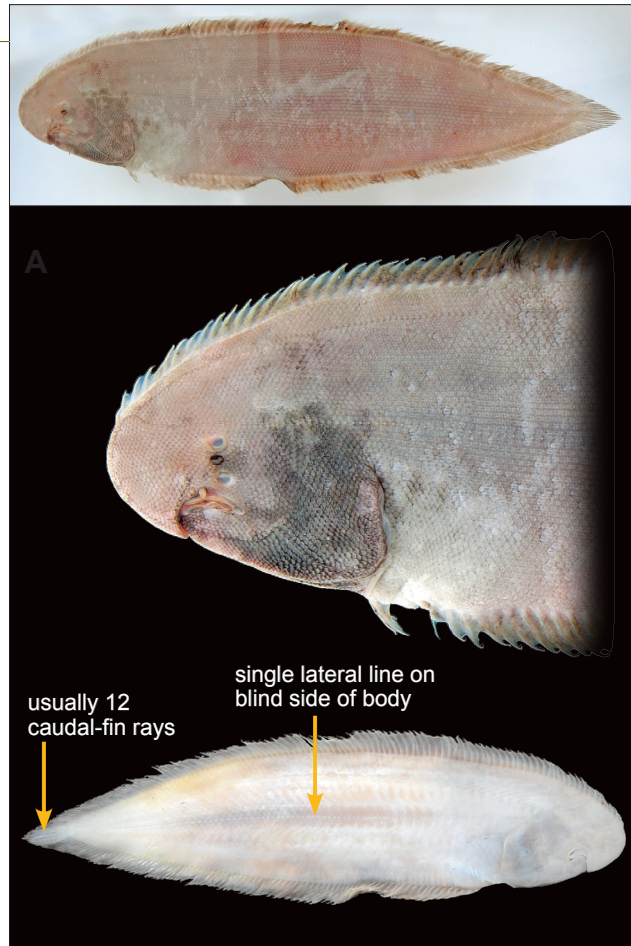 A
single lateral line on
blind side of body
usually 12
caudal-fin rays